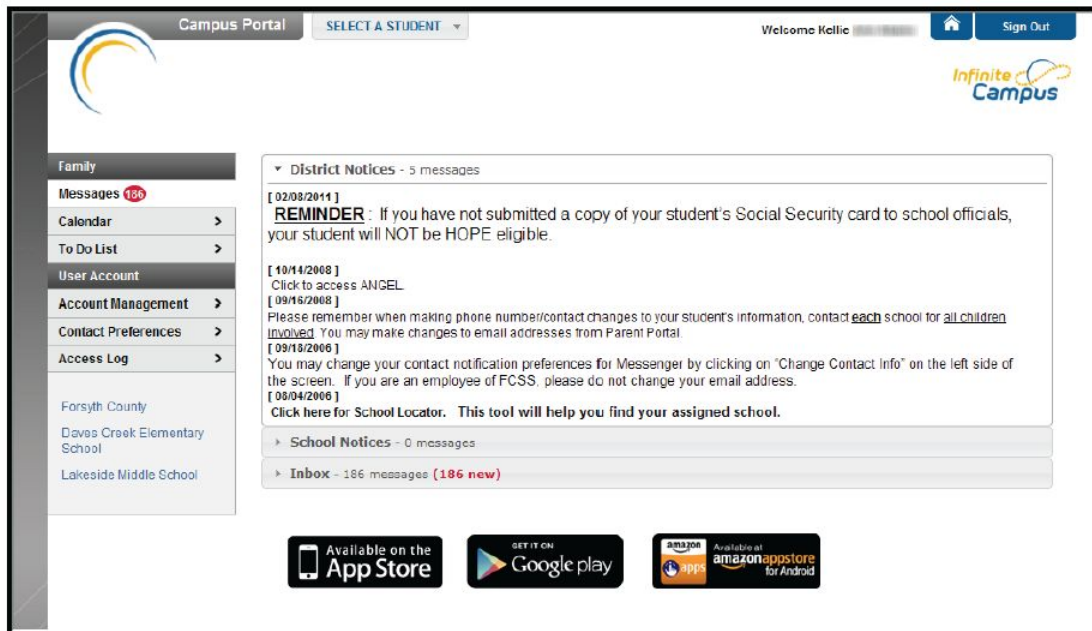 Campus Portal
SELECT A STUDENT
Welcome Kellie
Sign Out
Infinite
Campus
Family
Messages 186
Calendar
To Do List
User Account
Account Management
Contact Preferences
Access Log
Forsyth County
Daves Creek Elementary
School
Lakeside Middle School
District Notices - 5 messages
[ 02/08/2011 ]
REMINDER : If you have not submitted a copy of your student's Social Security card to school officials,
your student will NOT be HOPE eligible.
[ 10/14/2008 ]
Click to access ANGEL.
[ 09/16/2008 ]
Please remember when making phone number/contact changes to your student's information, contact each school for all children
involved. You may make changes to email addresses from Parent Portal.
[ 09/18/2006 ]
You may change your contact notification preferences for Messenger by clicking on "Change Contact Info" on the left side of
the screen. If you are an employee of FCSS, please do not change your email address.
[ 08/04/2006 ]
Click here for School Locator. This tool will help you find your assigned school.
School Notices - 0 messages
Inbox - 186 messages (186 new)
Available on the
App Store
GET IT ON
Google play
amazon
apps
Available at
amazonappstore
for Android